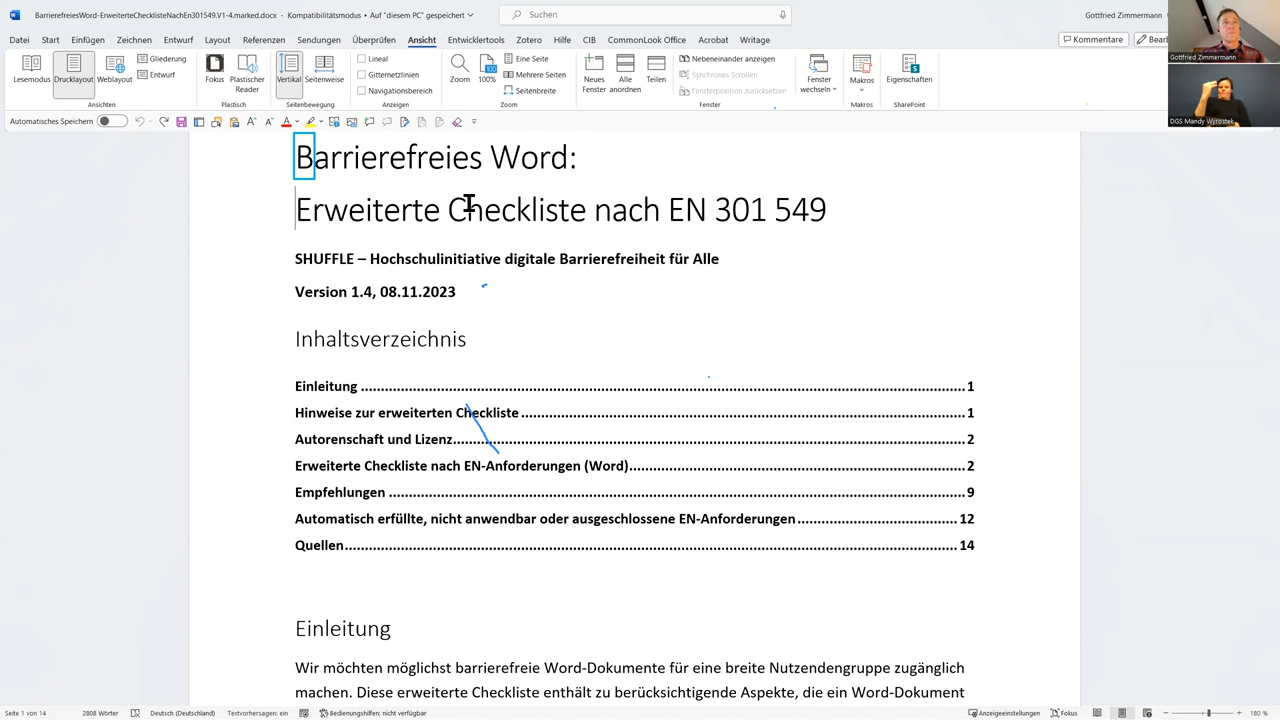 BarrierefreiesWord-ErweiterteChecklisteNachEn301549.V1-4.marked.docx • Kompatibilitätsmodus • Auf "diesem PC" gespeichert
Suchen
Gottfried Zimmermann
Datei Start Einfügen Zeichnen Entwurf Layout Referenzen Sendungen Überprüfen Ansicht Entwicklertools Zotero Hilfe CIB CommonLook Office Acrobat Writage
Kommentare
Lesemodus Drucklayout Weblayout
Gliederung
Entwurf
Ansichten
Fokus Plastischer Reader
Plastisch
Vertikal Seitenweise
Seitenbewegung
Lineal
Gitternetzlinien
Navigationsbereich
Anzeigen
Zoom 100%
Eine Seite
Mehrere Seiten
Seitenbreite
Zoom
Neues Fenster Alle anordnen Teilen
Nebeneinander anzeigen
Synchrones Scrollen
Fensterposition zurücksetzen
Fenster wechseln
Fenster
Makros
Makros
Eigenschaften
SharePoint
Gottfried Zimmermann
DGS Mandy Wyrostek
Automatisches Speichern
Barrierefreies Word:
Erweiterte Checkliste nach EN 301 549
SHUFFLE – Hochschulinitiative digitale Barrierefreiheit für Alle
Version 1.4, 08.11.2023
Inhaltsverzeichnis
Einleitung 1
Hinweise zur erweiterten Checkliste 1
Autorenschaft und Lizenz 2
Erweiterte Checkliste nach EN-Anforderungen (Word) 2
Empfehlungen 9
Automatisch erfüllte, nicht anwendbar oder ausgeschlossene EN-Anforderungen 12
Quellen 14
Einleitung
Wir möchten möglichst barrierefreie Word-Dokumente für eine breite Nutzendengruppe zugänglich
machen. Diese erweiterte Checkliste enthält zu berücksichtigende Aspekte, die ein Word-Dokument
Seite 1 von 14 2808 Wörter Deutsch (Deutschland) Textvorhersagen: ein Bedienungshilfen: nicht verfügbar Anzeigeeinstellungen Fokus 180 %